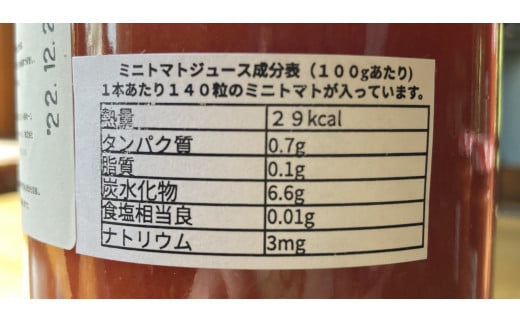 '22.12.2
ミニトマトジュース成分表（１００gあたり）
１本あたり１４０粒のミニトマトが入っています。
熱量 ２９kcal
タンパク質 0.7g
脂質 0.1g
炭水化物 6.6g
食塩相当良 0.01g
ナトリウム 3mg